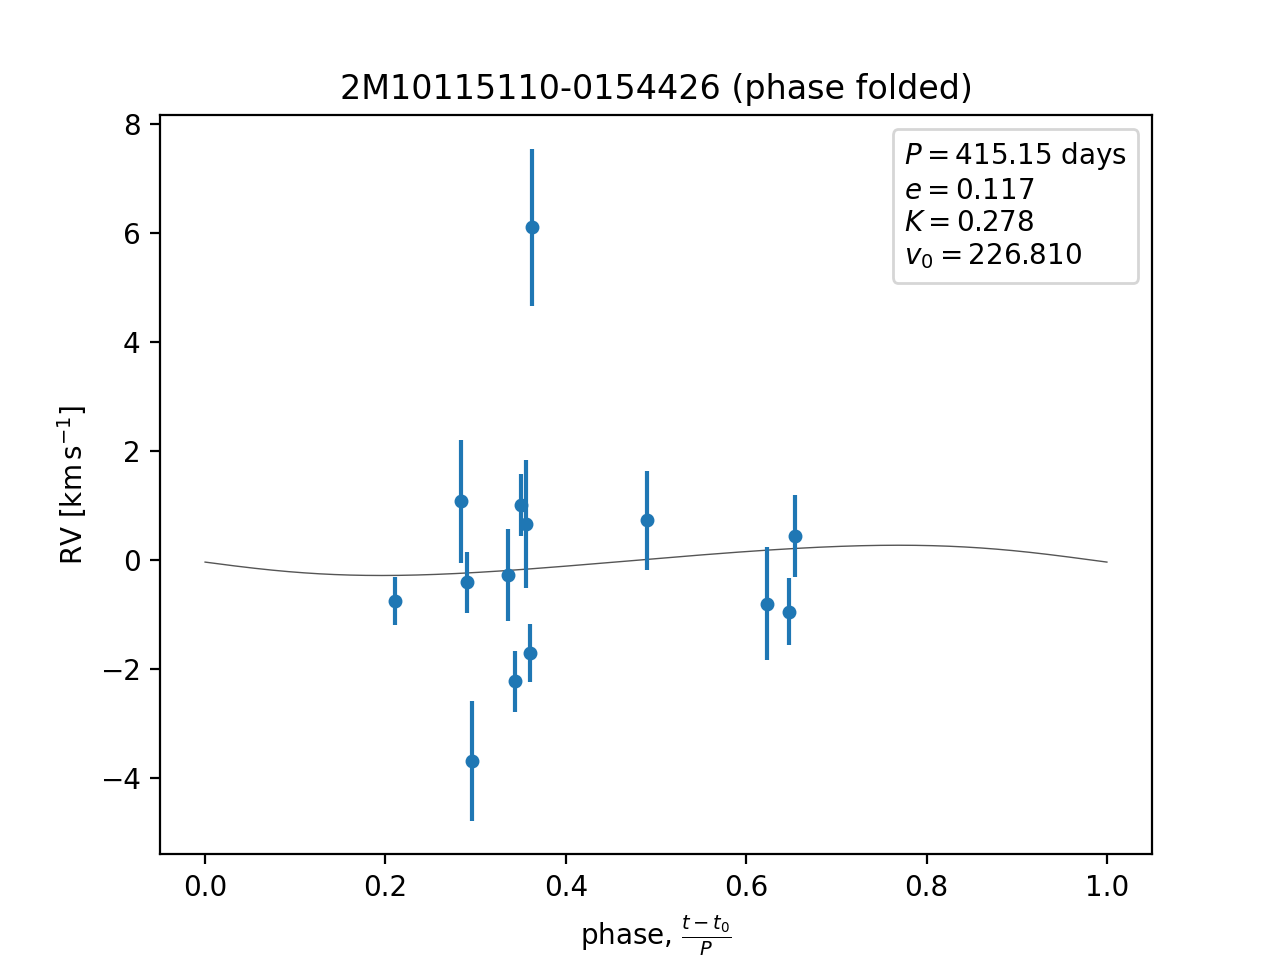 2M10115110-0154426 (phase folded)
P = 415.15 days
e = 0.117
K = 0.278
v₀ = 226.810
8
6
4
2
0
−2
−4
RV [km s⁻¹]
0.0 0.2 0.4 0.6 0.8 1.0
phase, (t − t₀)/P